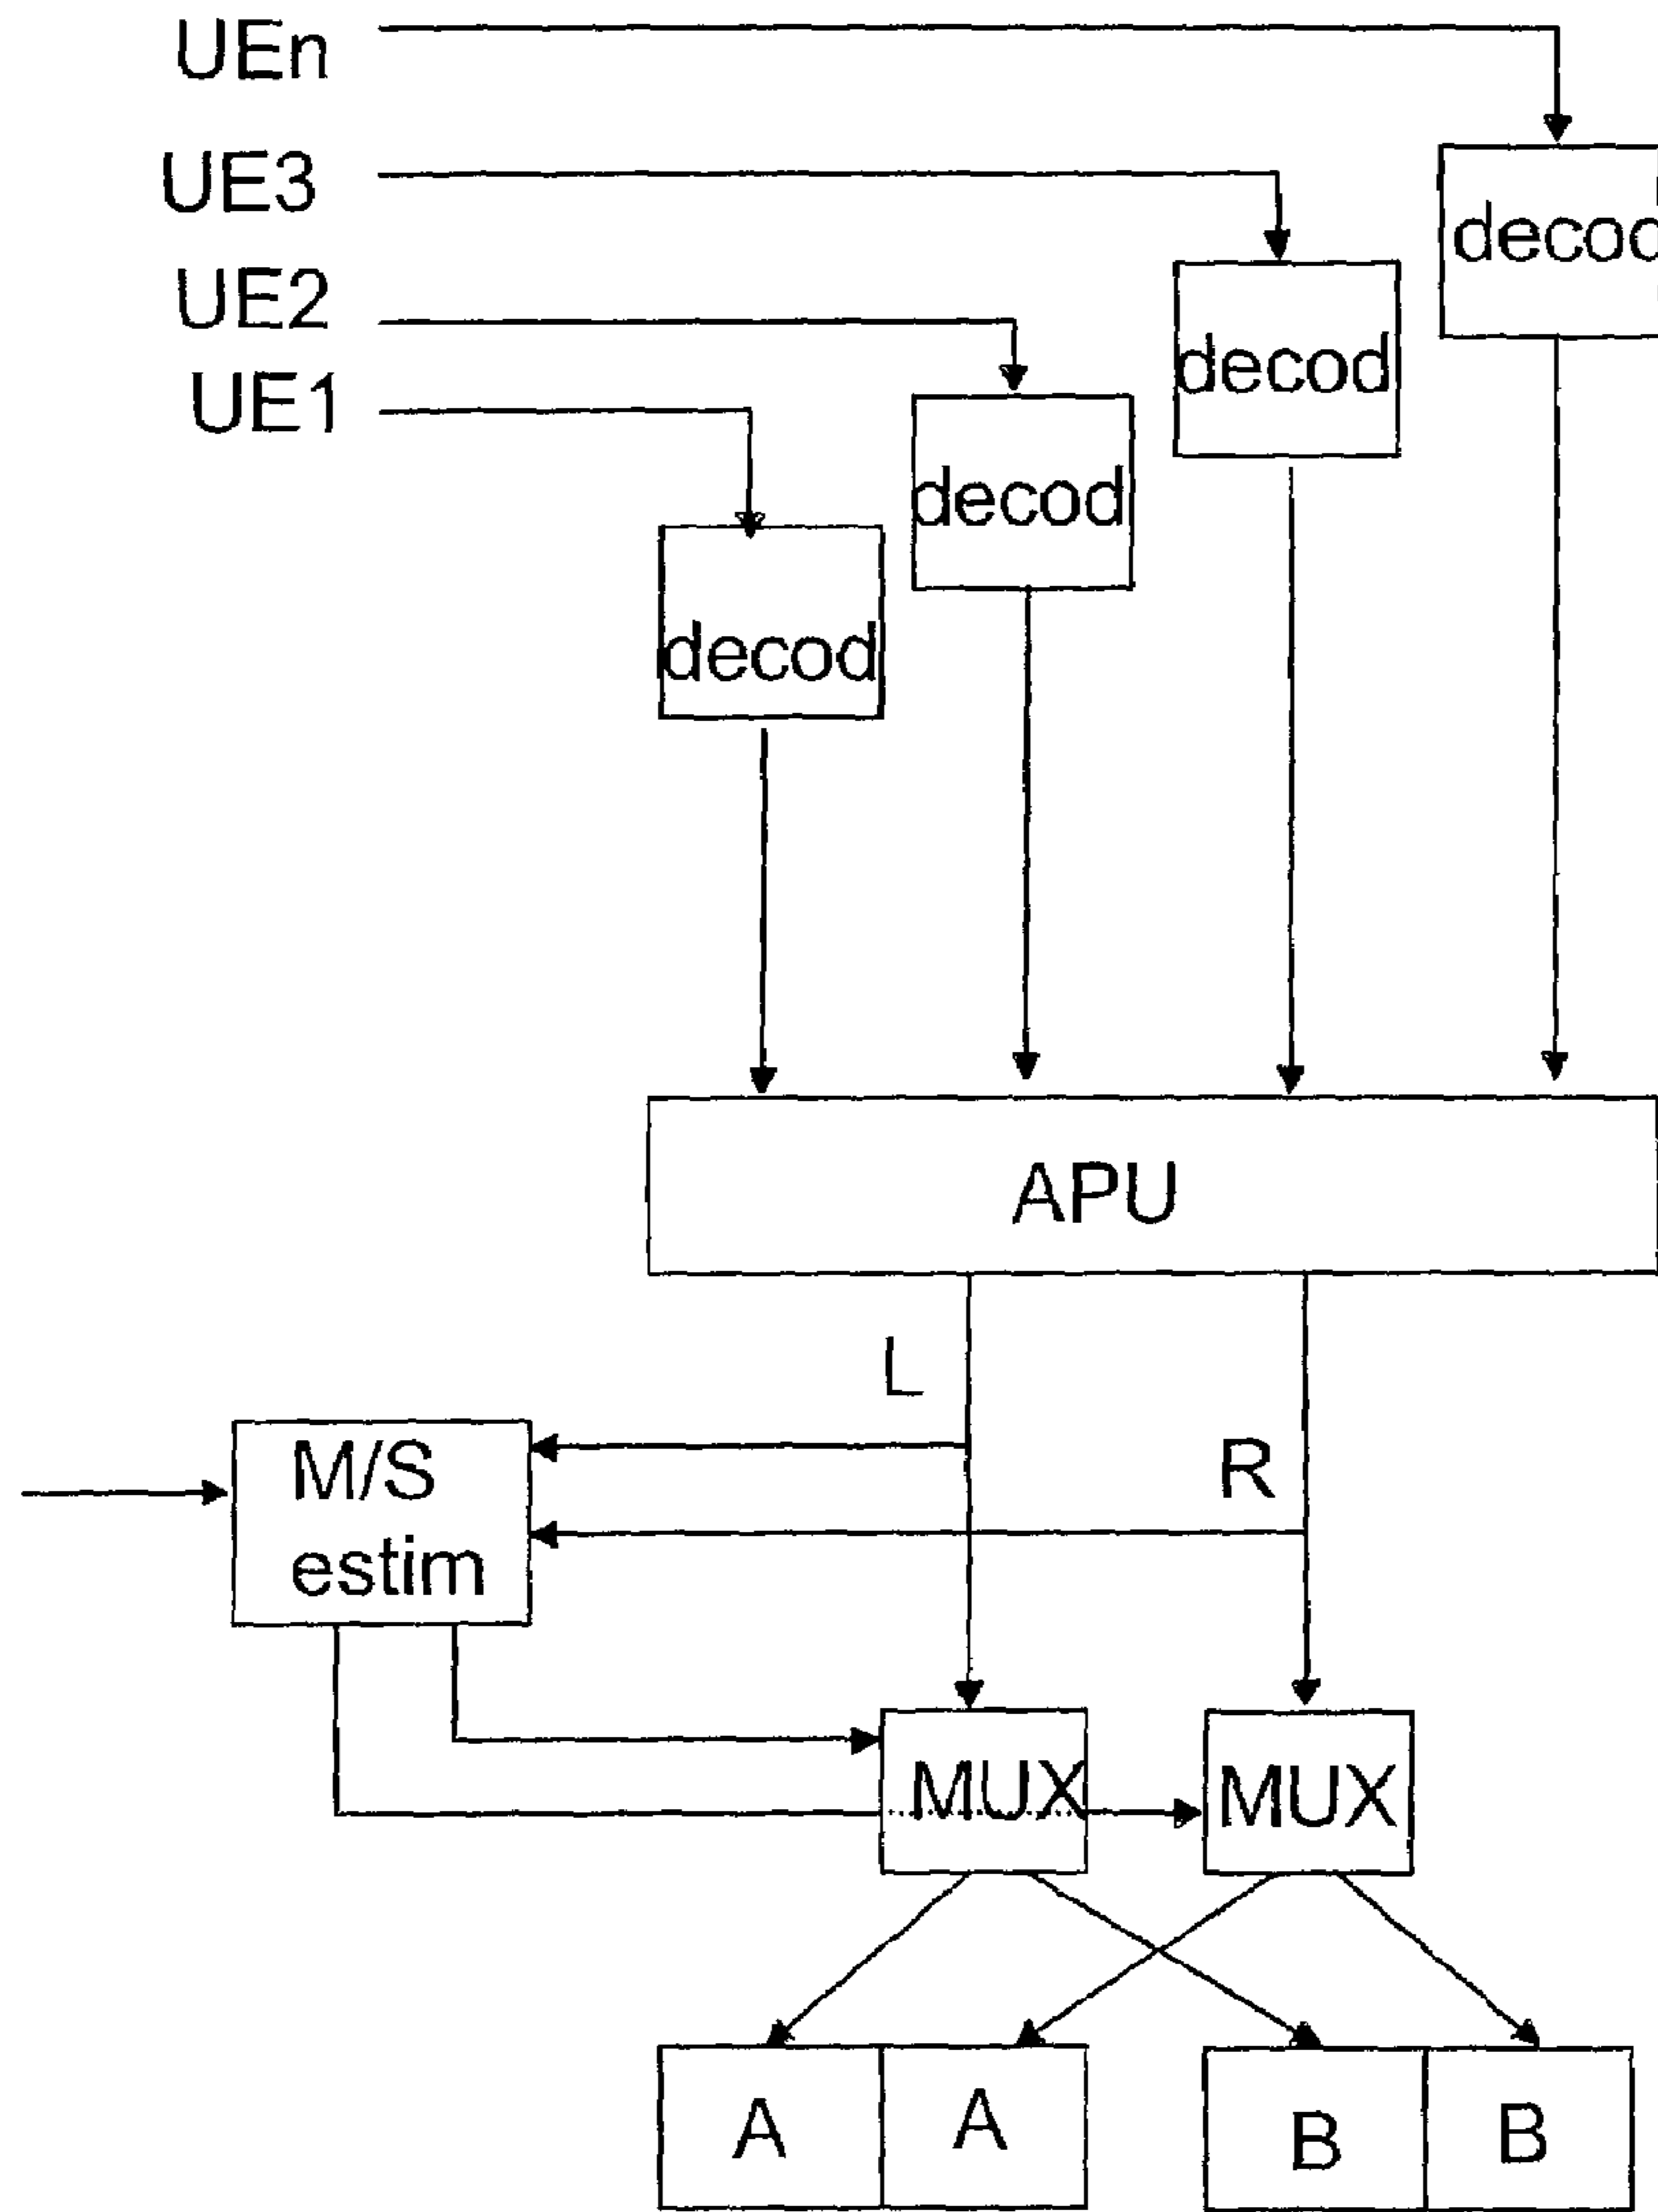 UEn
UE3
decod
UE2
decod
UE1
decod
decod
APU
L
R
M/S
estim
MUX
MUX
A
A
B
B